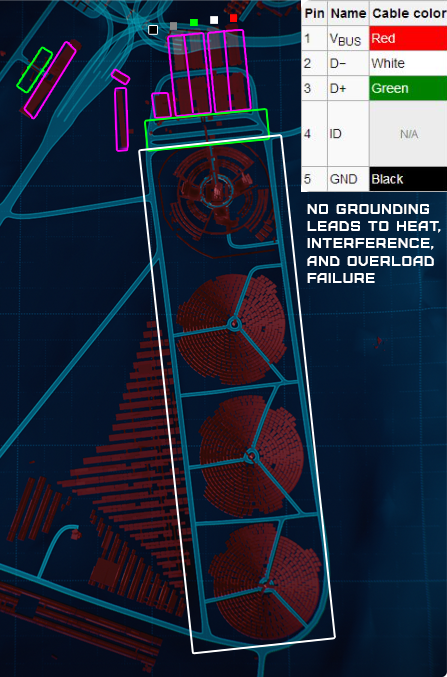 Pin Name Cable color
1 VBUS Red
2 D− White
3 D+ Green
4 ID N/A
5 GND Black
NO GROUNDING
LEADS TO HEAT,
INTERFERENCE,
AND OVERLOAD
FAILURE